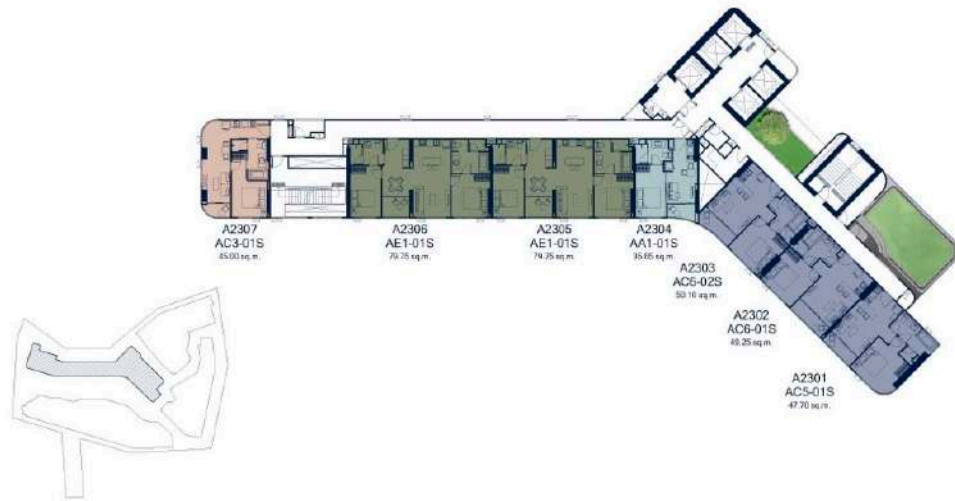 A2307
AC3-01S
45.00 sq.m.
A2306
AE1-01S
79.75 sq.m.
A2305
AE1-01S
79.75 sq.m.
A2304
AA1-01S
35.85 sq.m.
A2303
AC5-02S
50.10 sq.m.
A2302
AC6-01S
49.25 sq.m.
A2301
AC5-01S
47.70 sq.m.